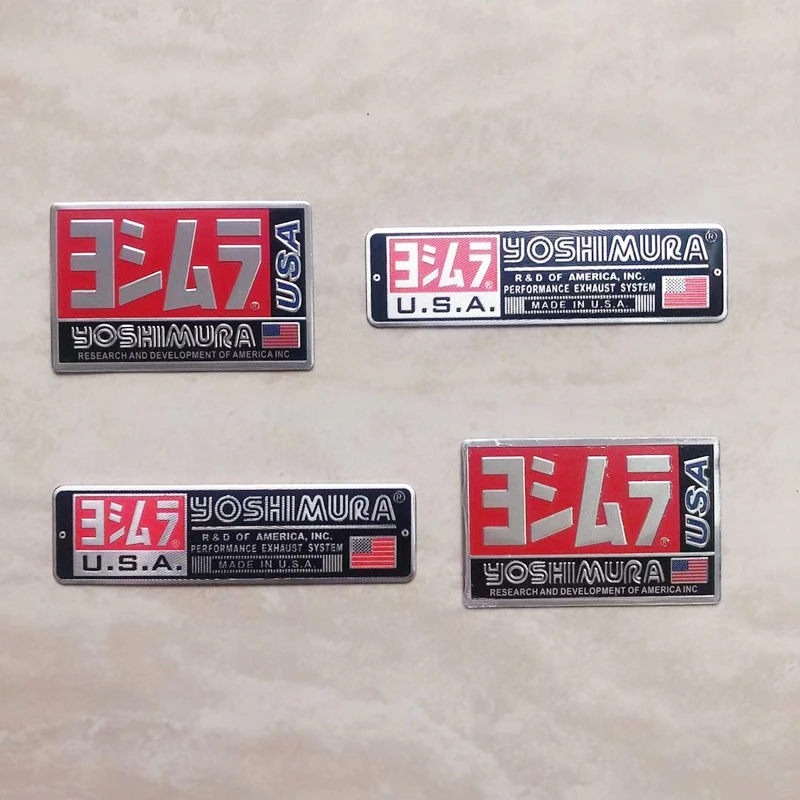 ヨシムラ®
USA
YOSHIMURA
RESEARCH AND DEVELOPMENT OF AMERICA INC
ヨシムラ®
U.S.A.
YOSHIMURA®
R & D OF AMERICA, INC.
PERFORMANCE EXHAUST SYSTEM
MADE IN U.S.A.
ヨシムラ®
U.S.A.
YOSHIMURA®
R & D OF AMERICA, INC.
PERFORMANCE EXHAUST SYSTEM
MADE IN U.S.A.
ヨシムラ®
USA
YOSHIMURA
RESEARCH AND DEVELOPMENT OF AMERICA INC